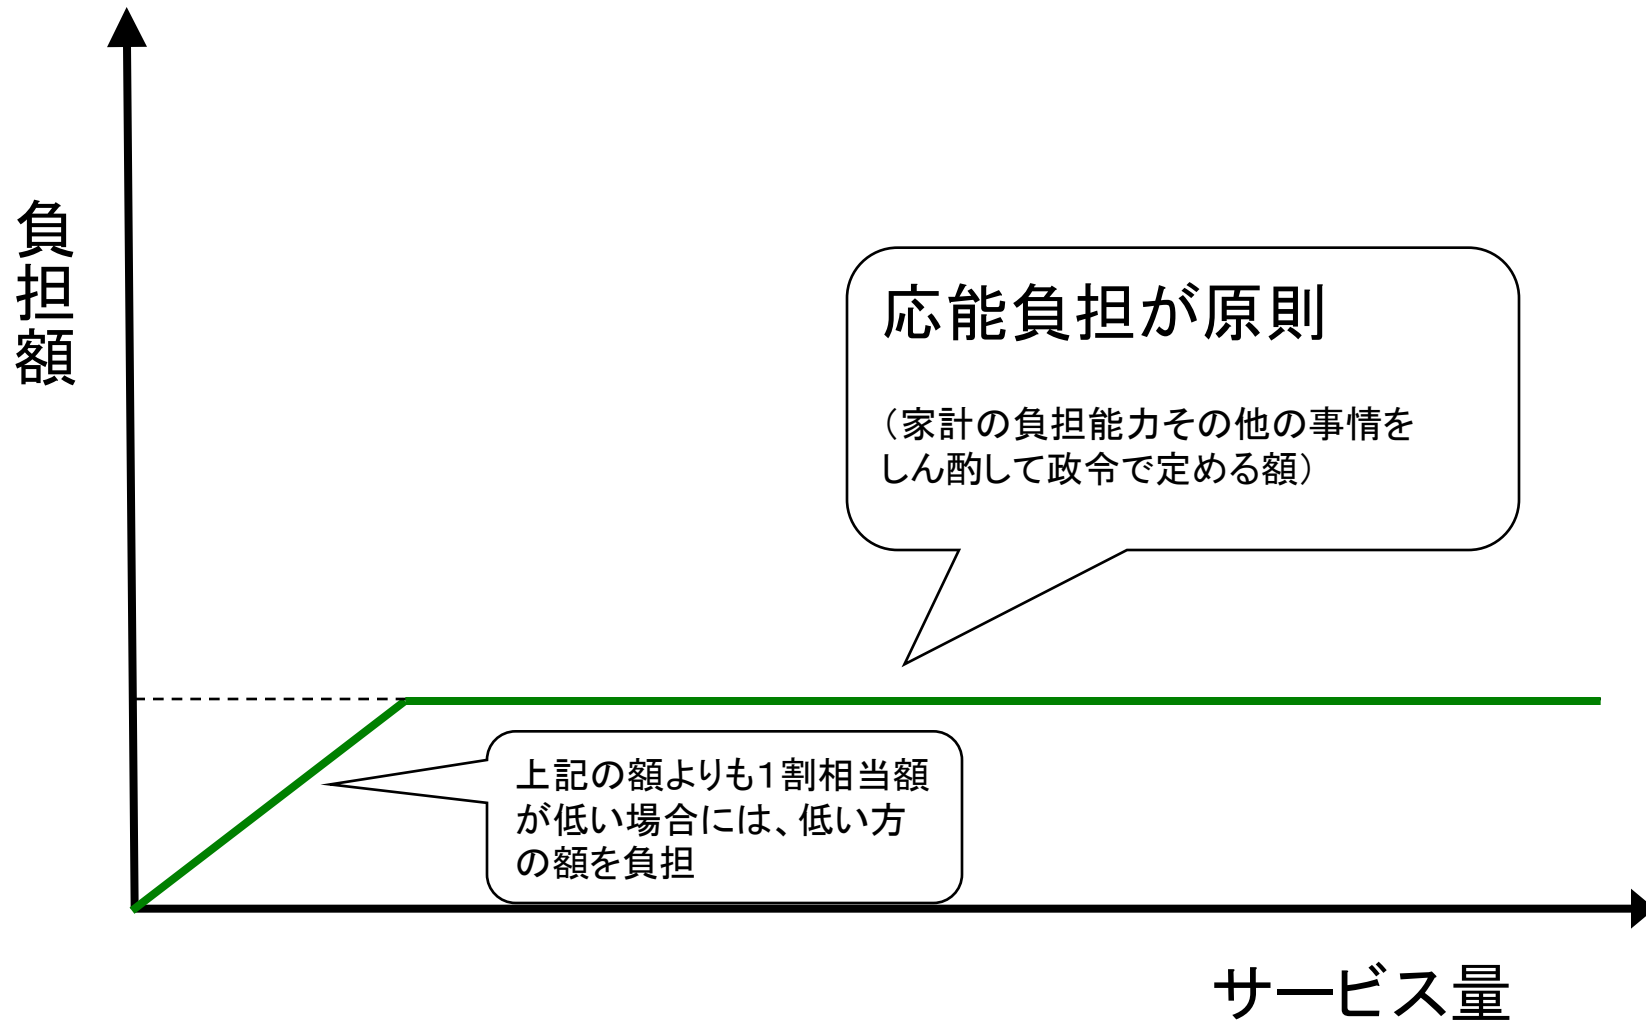 負担額
応能負担が原則
（家計の負担能力その他の事情を
しん酌して政令で定める額）
上記の額よりも１割相当額
が低い場合には、低い方
の額を負担
サービス量